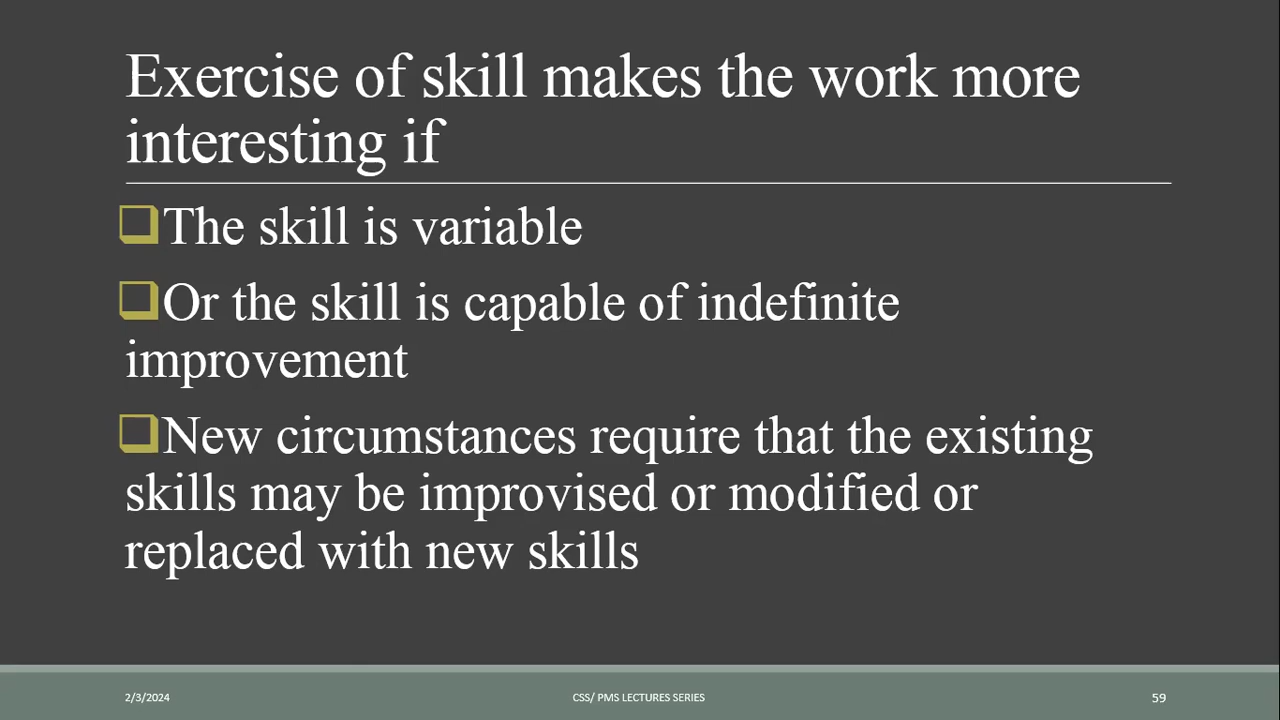 Exercise of skill makes the work more
interesting if
The skill is variable
Or the skill is capable of indefinite
improvement
New circumstances require that the existing
skills may be improvised or modified or
replaced with new skills
2/3/2024
CSS/ PMS LECTURES SERIES
59